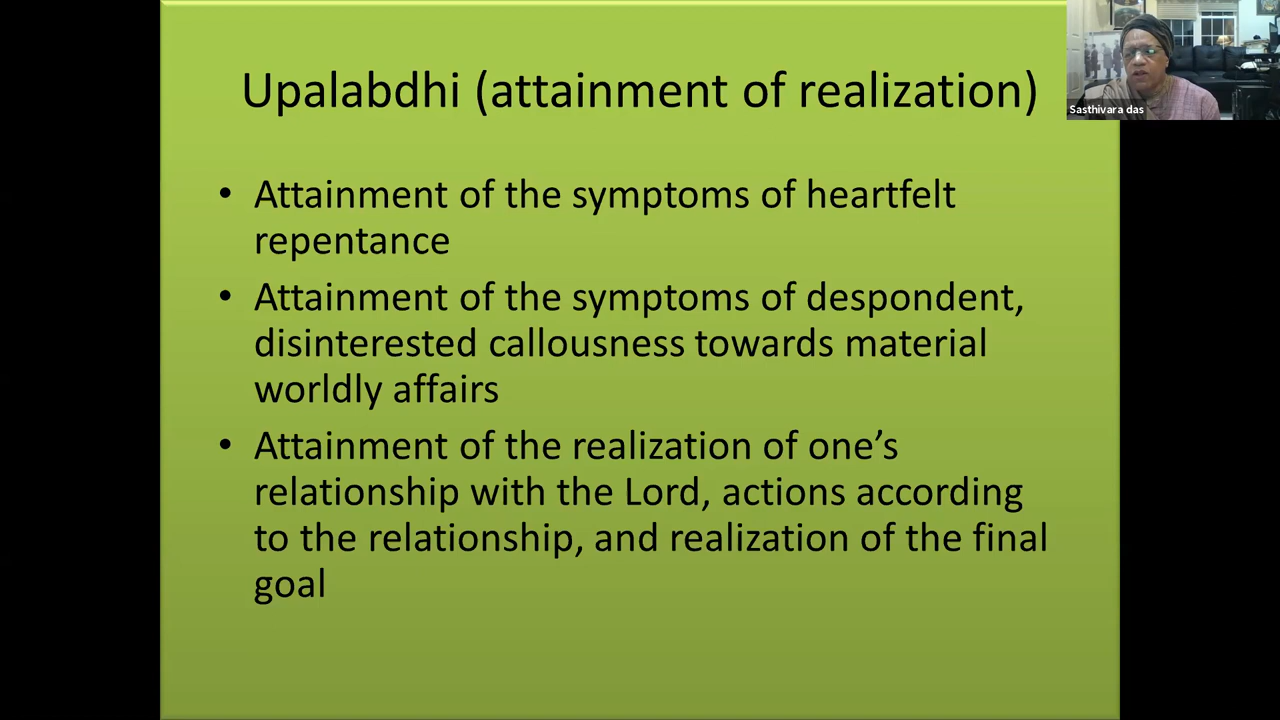 Upalabdhi (attainment of realization)
Sasthivara das
• Attainment of the symptoms of heartfelt
repentance
• Attainment of the symptoms of despondent,
disinterested callousness towards material
worldly affairs
• Attainment of the realization of one’s
relationship with the Lord, actions according
to the relationship, and realization of the final
goal